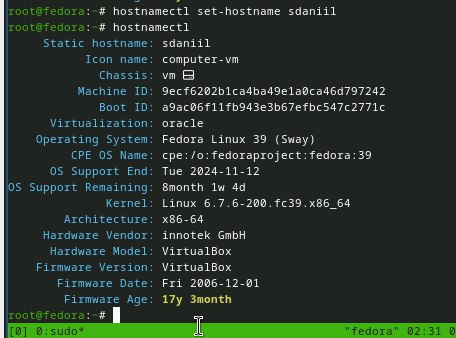 root@fedora:~# hostnamectl set-hostname sdaniil
root@fedora:~# hostnamectl
Static hostname: sdaniil
Icon name: computer-vm
Chassis: vm 🖴
Machine ID: 9ecf6202b1ca4ba49e1a0ca46d797242
Boot ID: a9ac06f11fb943e3b67efbc547c2771c
Virtualization: oracle
Operating System: Fedora Linux 39 (Sway)
CPE OS Name: cpe:/o:fedoraproject:fedora:39
OS Support End: Tue 2024-11-12
OS Support Remaining: 8month 1w 4d
Kernel: Linux 6.7.6-200.fc39.x86_64
Architecture: x86-64
Hardware Vendor: innotek GmbH
Hardware Model: VirtualBox
Firmware Version: VirtualBox
Firmware Date: Fri 2006-12-01
Firmware Age: 17y 3month
root@fedora:~#
[0] 0:sudo* "fedora" 02:31 0